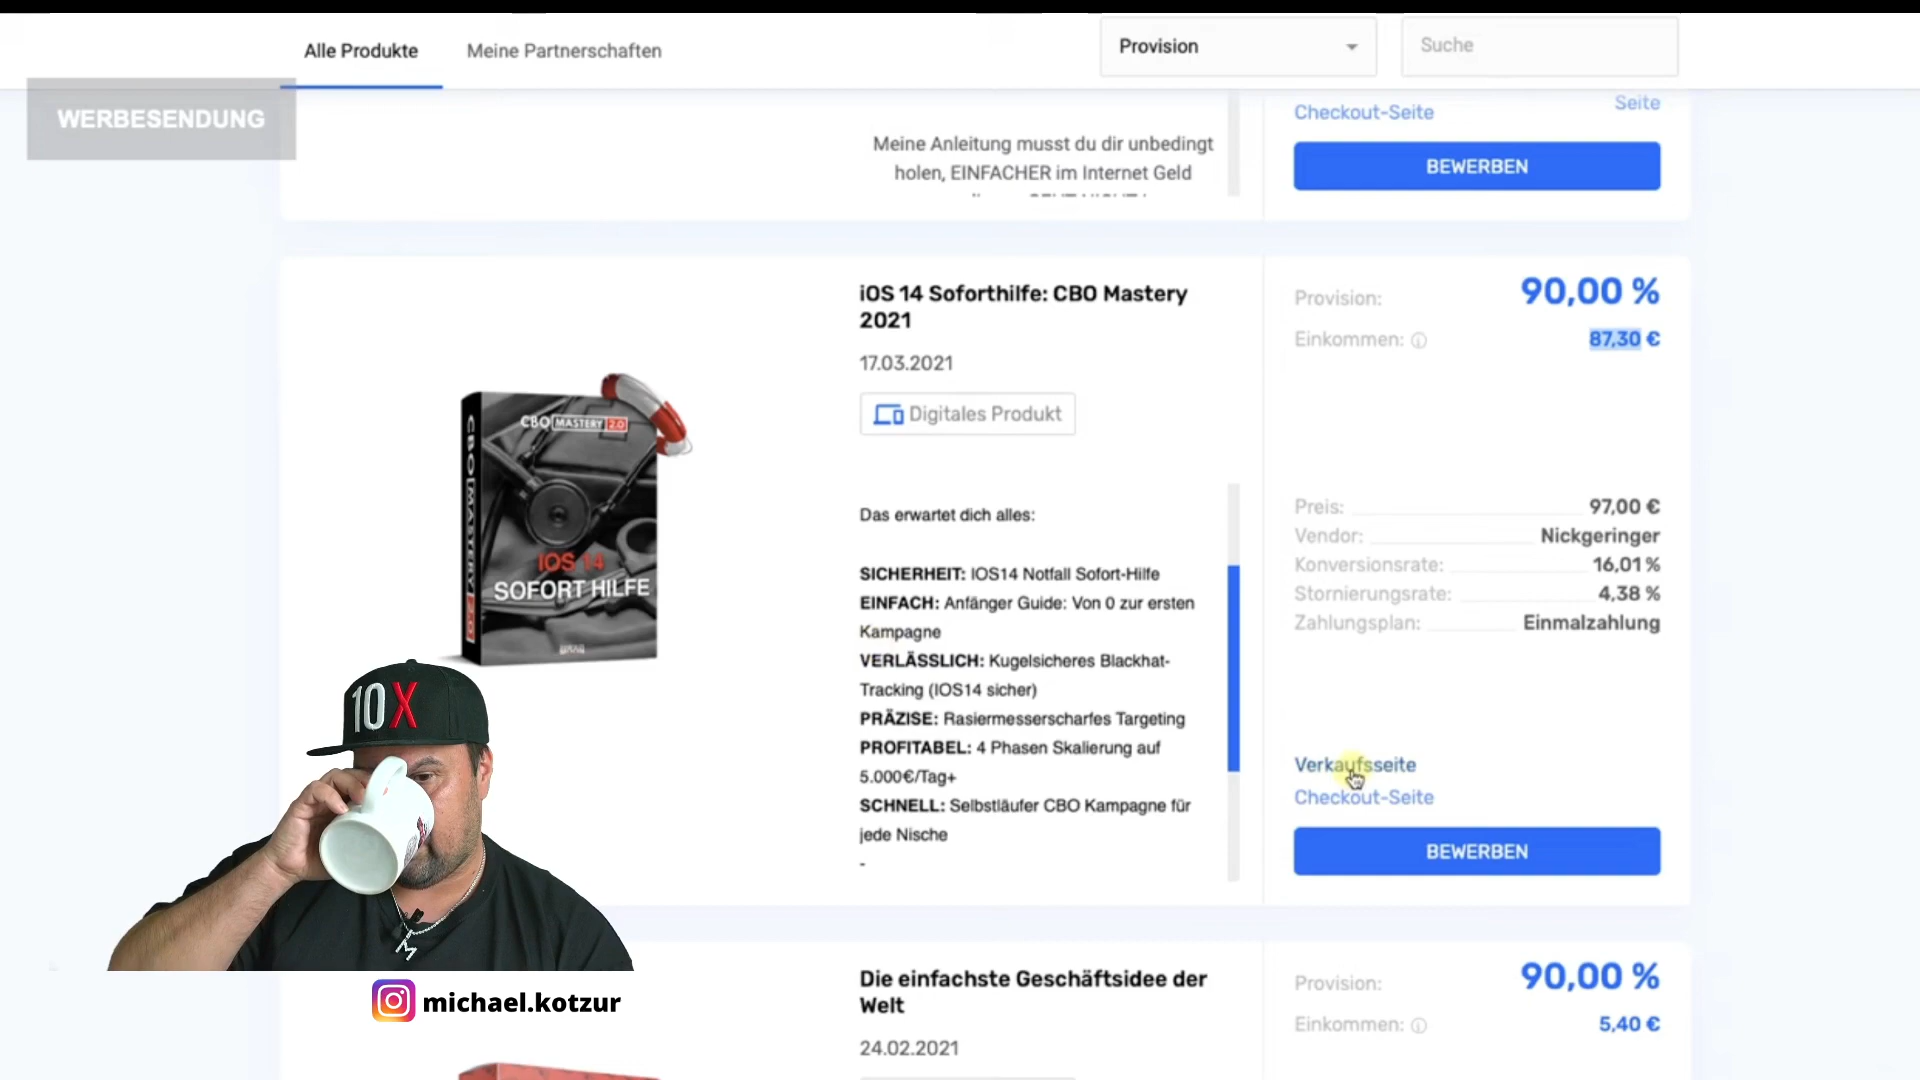 Alle Produkte
Meine Partnerschaften
Provision
Suche
WERBESENDUNG
Meine Anleitung musst du dir unbedingt
holen, EINFACHER im Internet Geld
Checkout-Seite
Seite
BEWERBEN
iOS 14 Soforthilfe: CBO Mastery
2021
17.03.2021
Digitales Produkt
Das erwartet dich alles:
SICHERHEIT: IOS14 Notfall Sofort-Hilfe
EINFACH: Anfänger Guide: Von 0 zur ersten
Kampagne
VERLÄSSLICH: Kugelsicheres Blackhat-
Tracking (IOS14 sicher)
PRÄZISE: Rasiermesserscharfes Targeting
PROFITABEL: 4 Phasen Skalierung auf
5.000€/Tag+
SCHNELL: Selbstläufer CBO Kampagne für
jede Nische
-
Provision: 90,00 %
Einkommen: 87,30 €
Preis: 97,00 €
Vendor: Nickgeringer
Konversionsrate: 16,01 %
Stornierungsrate: 4,38 %
Zahlungsplan: Einmalzahlung
Verkaufsseite
Checkout-Seite
BEWERBEN
CBO MASTERY 2.0
CBO MASTERY 2.0
IOS 14
SOFORT HILFE
10X
M
michael.kotzur
Die einfachste Geschäftsidee der
Welt
24.02.2021
Provision: 90,00 %
Einkommen: 5,40 €